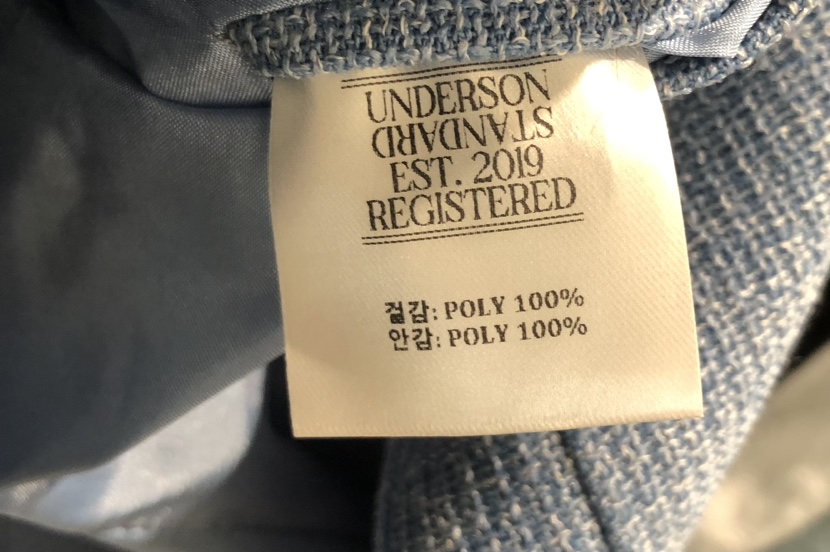 UNDERSON
STANDARD
EST. 2019
REGISTERED
겉감: POLY 100%
안감: POLY 100%